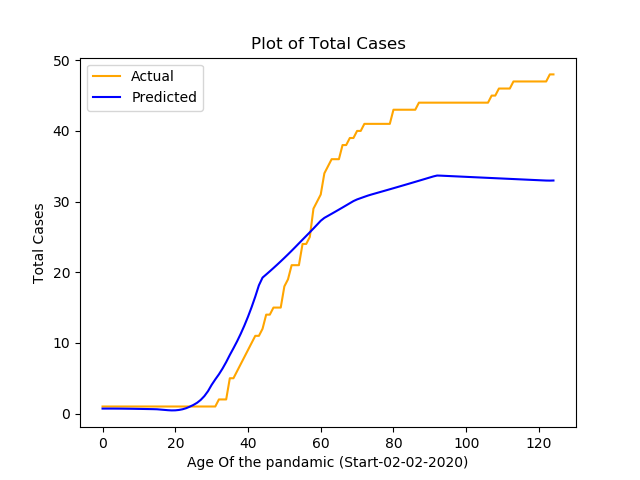 Plot of Total Cases
Actual
Predicted
50
40
30
20
10
0
Total Cases
0 20 40 60 80 100 120
Age Of the pandamic (Start-02-02-2020)